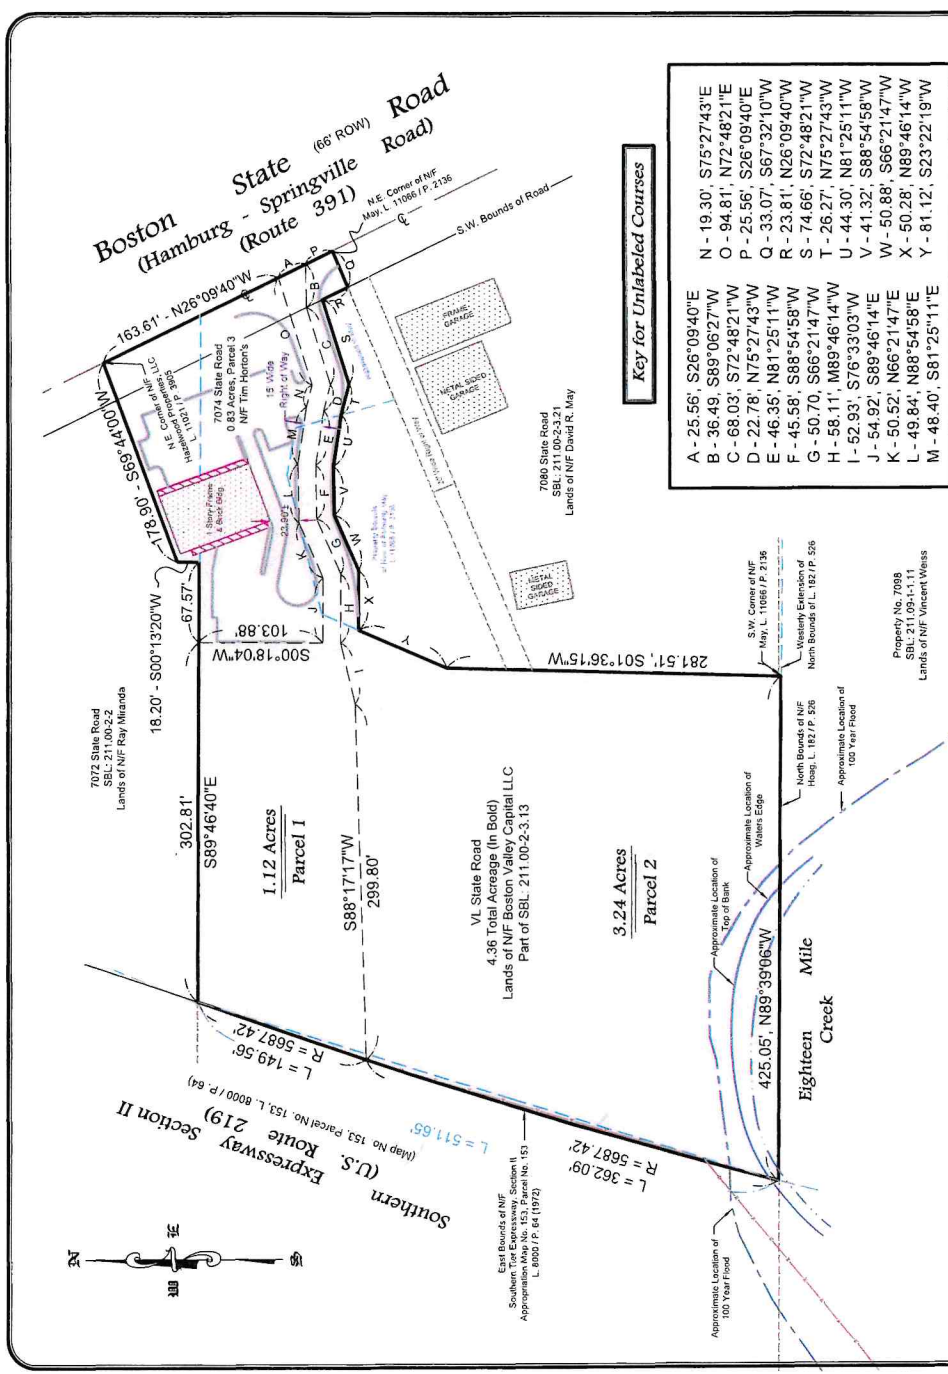 Boston State Road
(66' ROW)
(Hamburg - Springville Road)
(Route 391)
N.E. Corner of N/F
May, L. 11066 / P. 2136
S.W. Bounds of Road
163.61' - N26°09'40"W
178.90' - S69°44'00"W
N.E. Corner of N/F
Hazelwood Properties, LLC
L. 11021 / P. 3905
7074 State Road
0.83 Acres, Parcel 3
N/F Tim Horton's
15' Wide
Right of Way
1 Story Frame
& Brick Bldg.
23.90'±
18.20' - S00°13'20"W
67.57'
103.88'
S00°18'04"W
A
P
Q
B
R
O
C
S
N
D
T
M
E
U
L
F
V
K
G
W
J
H
X
I
Y
FRAME
GARAGE
METAL SIDED
GARAGE
METAL
SIDED
GARAGE
7080 State Road
SBL: 211.00-2-3.21
Lands of N/F David R. May
7072 State Road
SBL: 211.00-2-2
Lands of N/F Ray Miranda
302.81'
S89°46'40"E
1.12 Acres
Parcel 1
S88°17'17"W
299.80'
VL State Road
4.36 Total Acreage (In Bold)
Lands of N/F Boston Valley Capital LLC
Part of SBL: 211.00-2-3.13
3.24 Acres
Parcel 2
281.51', S01°36'15"W
S.W. Corner of N/F
May, L. 11066 / P. 2136
Westerly Extension of
North Bounds of L. 182 / P. 526
Property No. 7098
SBL: 211.09-1-1.11
Lands of N/F Vincent Weiss
North Bounds of N/F
Hoag, L. 182 / P. 526
Approximate Location of
100 Year Flood
Approximate Location of
Waters Edge
Approximate Location of
Top of Bank
425.05', N89°39'06"W
Eighteen Mile
Creek
L = 149.56'
R = 5687.42'
Southern Expressway Section II
(U.S. Route 219)
(Map No. 153, Parcel No. 153, L. 8000 / P. 64)
L = 511.65'
L = 362.09'
R = 5687.42'
East Bounds of N/F
Southern Tier Expressway, Section II
Appropriation Map No. 153, Parcel No. 153
L. 8000 / P. 64 (1972)
Approximate Location of
100 Year Flood
N
W E
S
Key for Unlabeled Courses
A - 25.56', S26°09'40"E
B - 36.49, S89°06'27"W
C - 68.03', S72°48'21"W
D - 22.78', N75°27'43"W
E - 46.35', N81°25'11"W
F - 45.58', S88°54'58"W
G - 50.70, S66°21'47"W
H - 58.11', M89°46'14"W
I - 52.93', S76°33'03"W
J - 54.92', S89°46'14"E
K - 50.52', N66°21'47"E
L - 49.84', N88°54'58"E
M - 48.40', S81°25'11"E
N - 19.30', S75°27'43"E
O - 94.81', N72°48'21"E
P - 25.56', S26°09'40"E
Q - 33.07', S67°32'10"W
R - 23.81', N26°09'40"W
S - 74.66', S72°48'21"W
T - 26.27', N75°27'43"W
U - 44.30', N81°25'11"W
V - 41.32', S88°54'58"W
W - 50.88', S66°21'47"W
X - 50.28', N89°46'14"W
Y - 81.12', S23°22'19"W